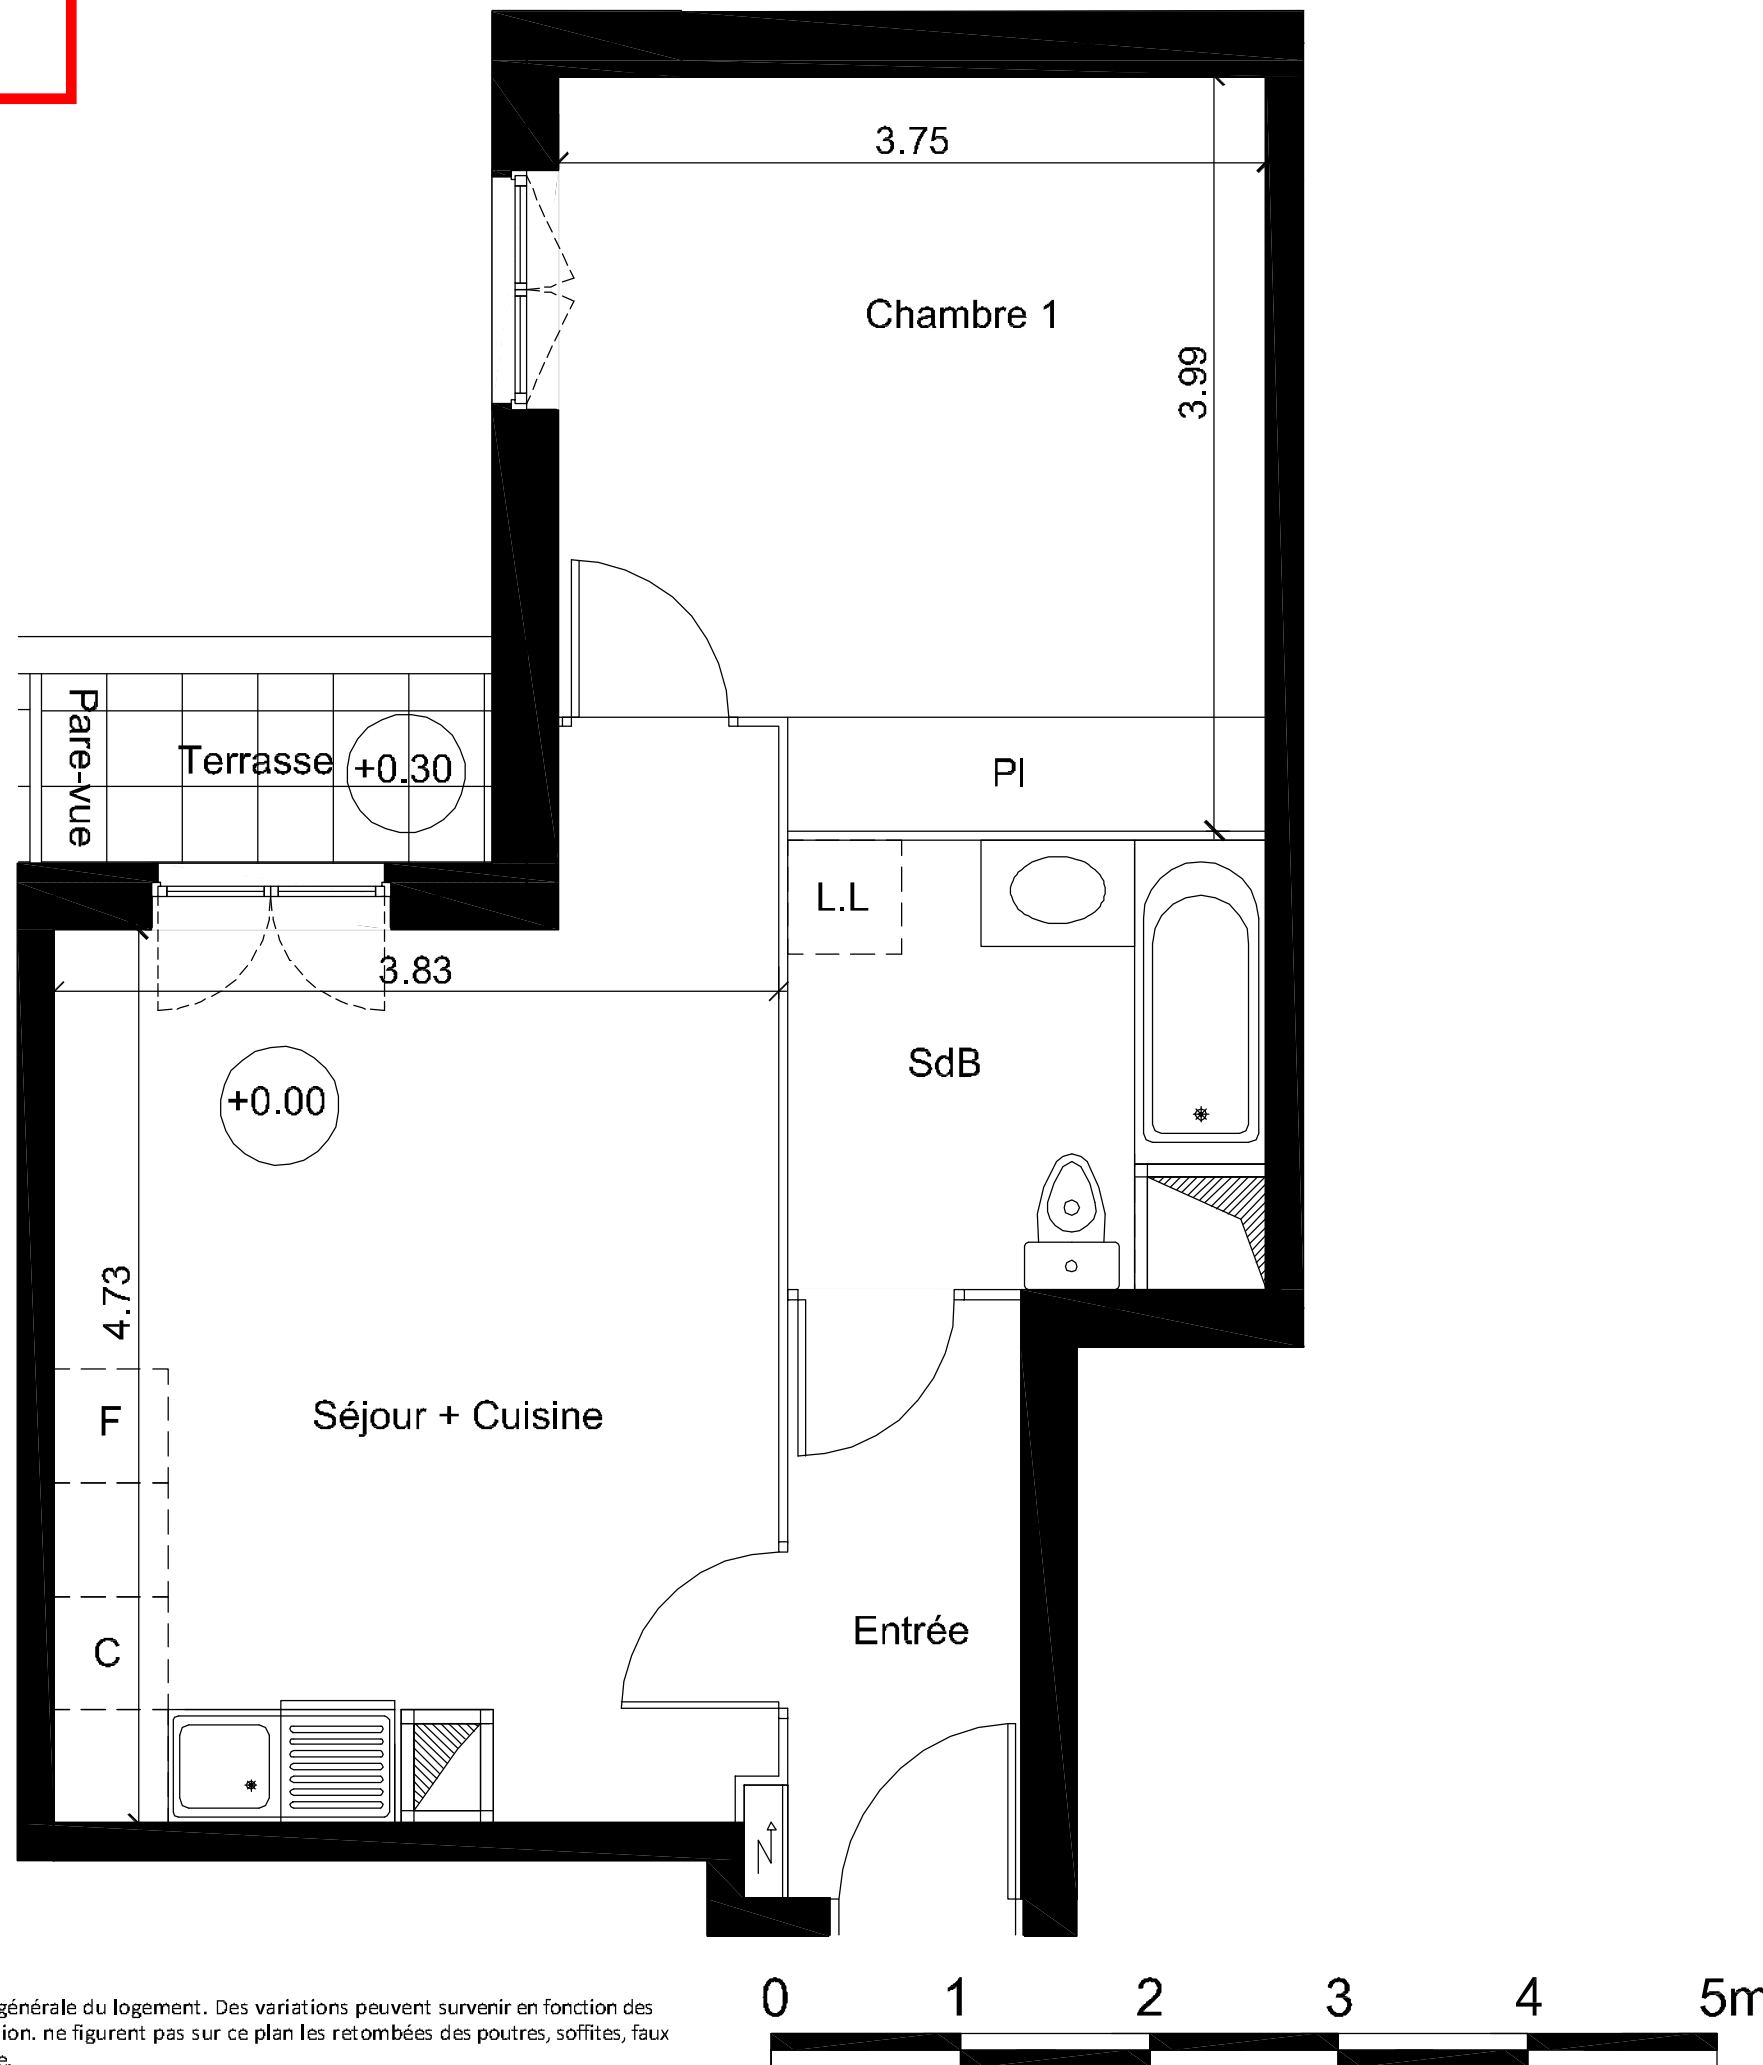 3.75
Chambre 1
3.99
Pare-vue
Terrasse
+0.30
Pl
L.L
3.83
SdB
+0.00
4.73
F
Séjour + Cuisine
C
Entrée
N
générale du logement. Des variations peuvent survenir en fonction des
ion. ne figurent pas sur ce plan les retombées des poutres, soffites, faux
e.
0 1 2 3 4 5m